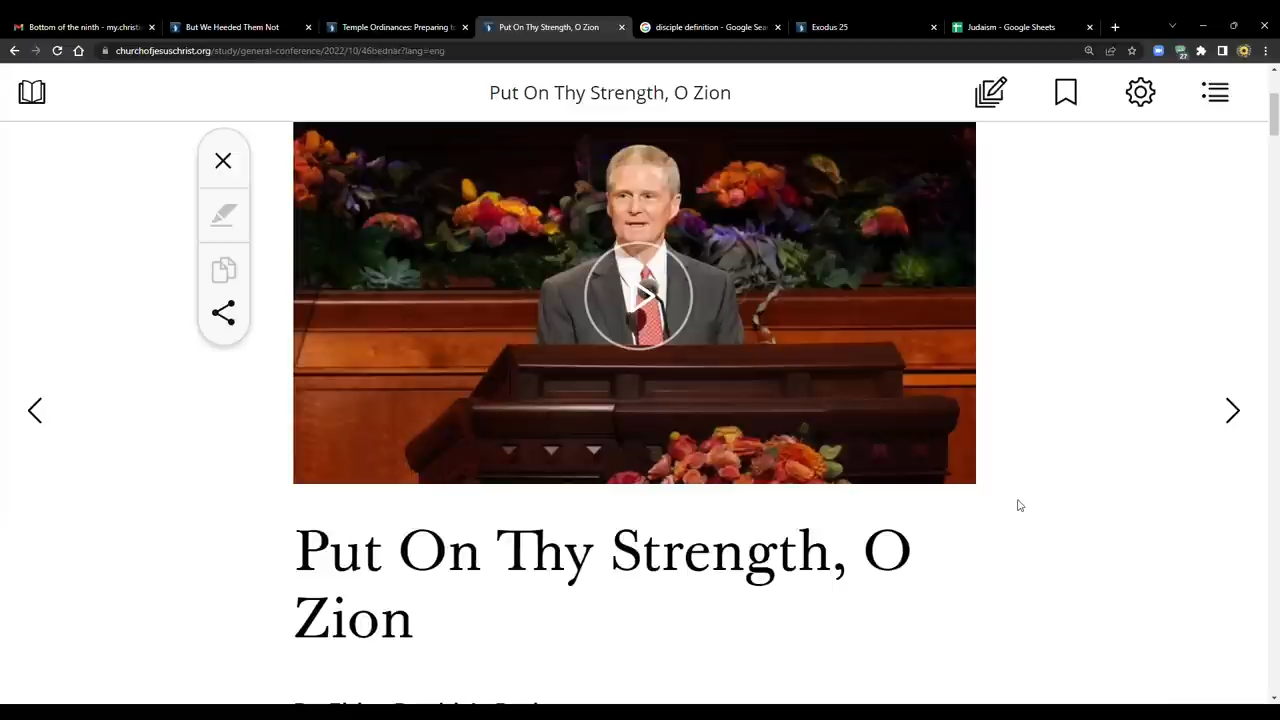 Bottom of the ninth - my.christi
But We Heeded Them Not
Temple Ordinances: Preparing t
Put On Thy Strength, O Zion
disciple definition - Google Sea
Exodus 25
Judaism - Google Sheets
churchofjesuschrist.org/study/general-conference/2022/10/46bednar?lang=eng
27
Put On Thy Strength, O Zion
Put On Thy Strength, O
Zion